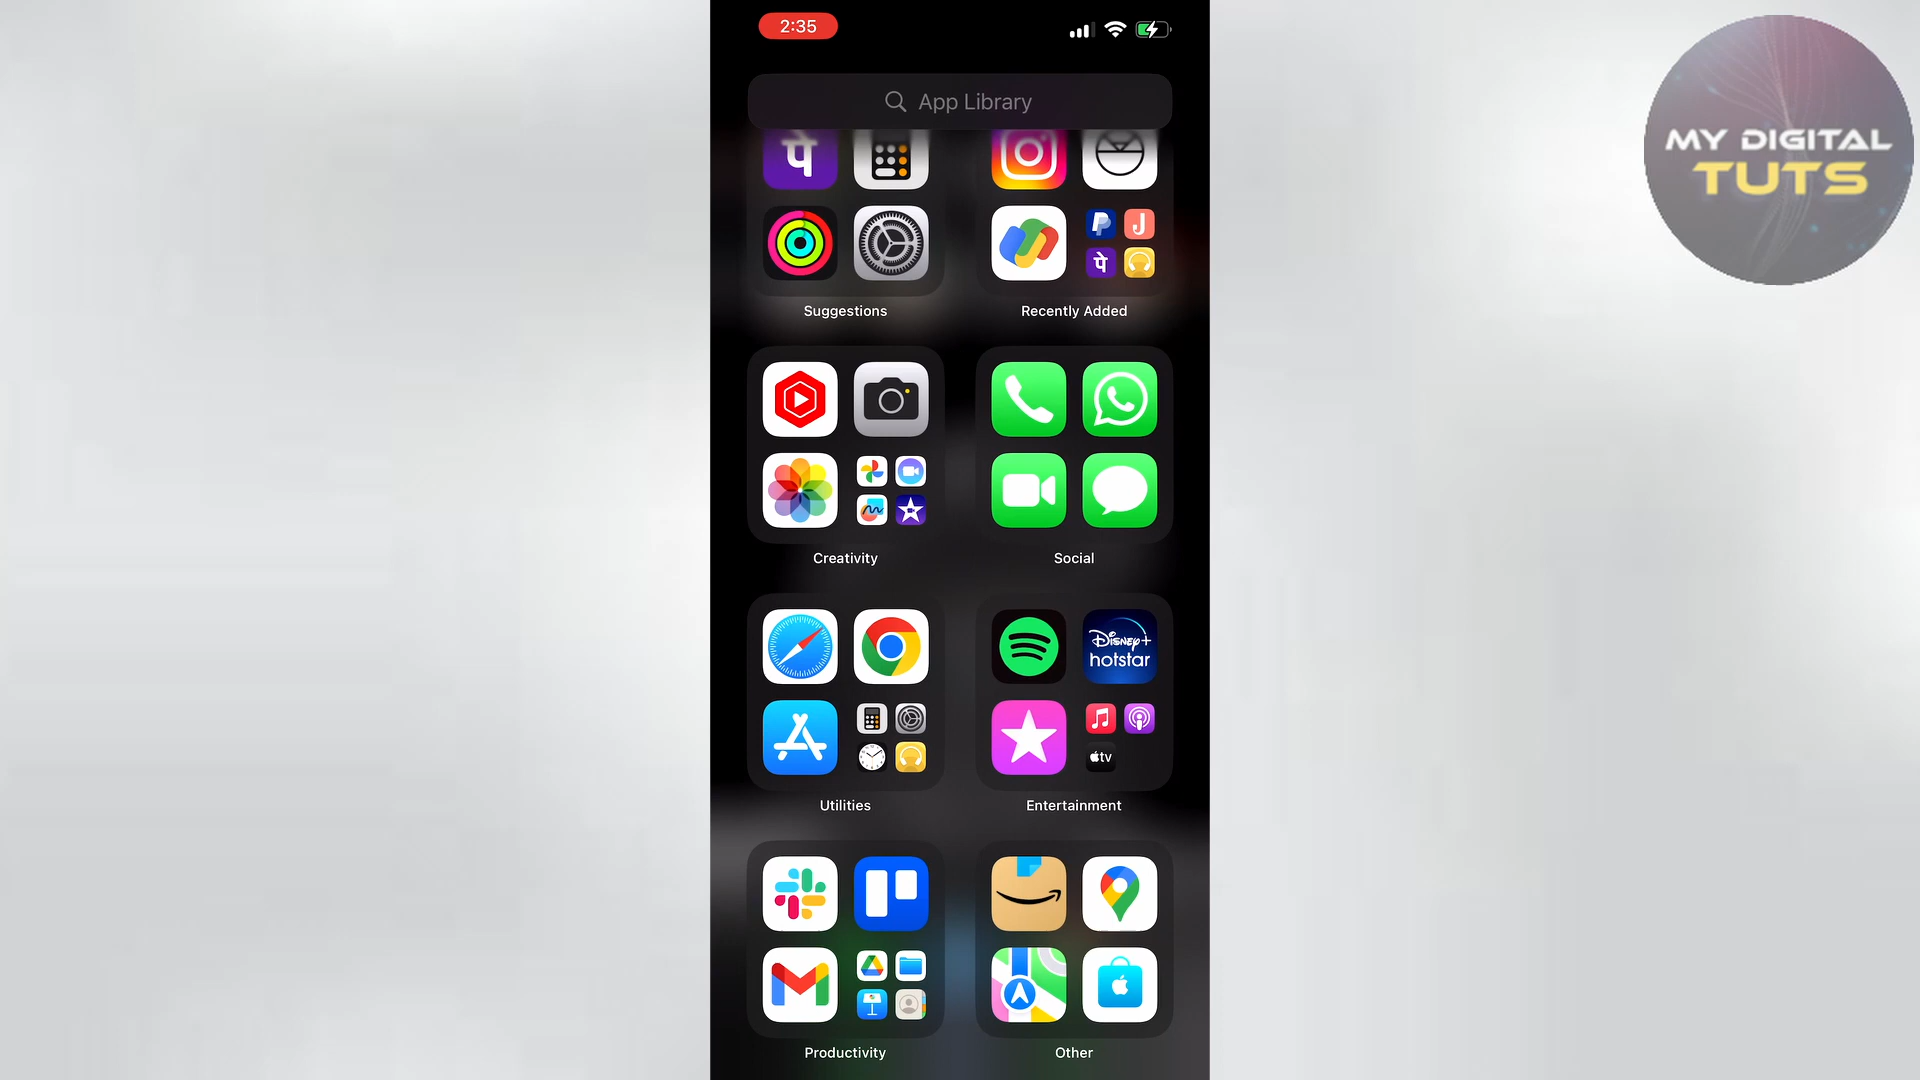 2:35
App Library
MY DIGITAL
TUTS
पे
पे
Suggestions
Recently Added
Creativity
Social
Disney+
hotstar
tv
Utilities
Entertainment
Productivity
Other